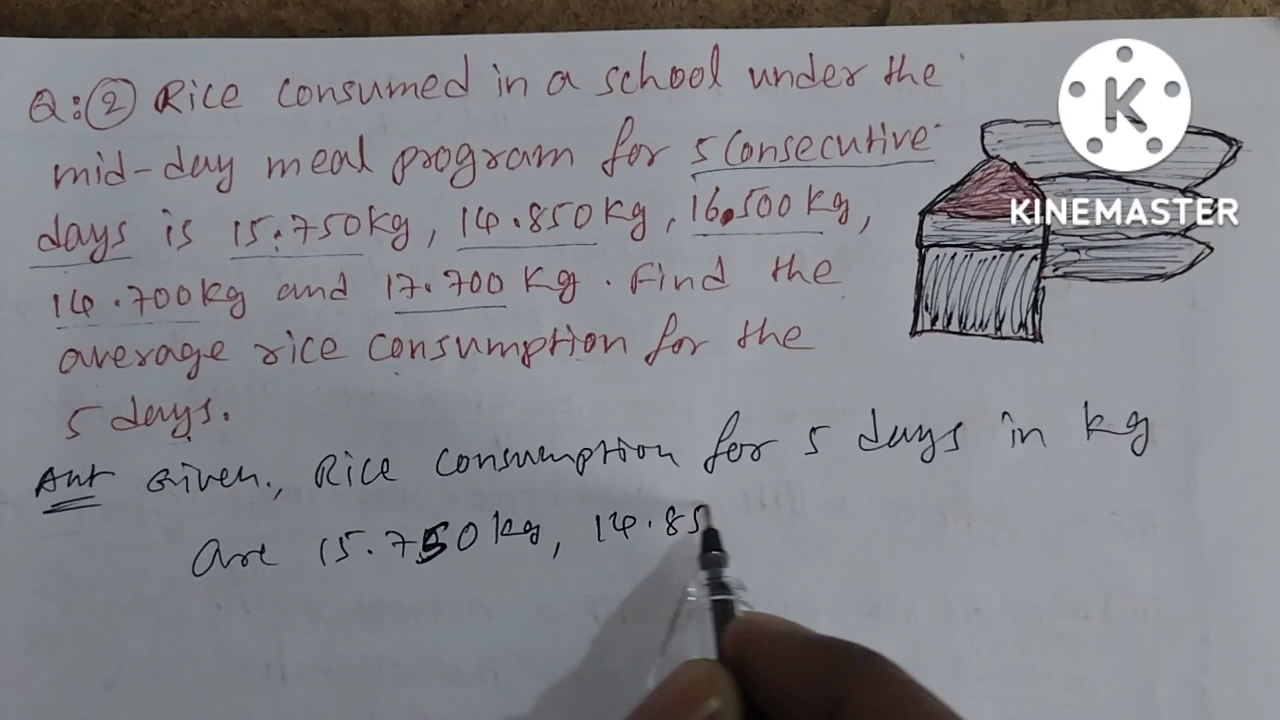 Q:② Rice consumed in a school under the
mid-day meal program for 5 consecutive
days is 15.750kg, 14.850kg, 16.500kg,
14.700kg and 17.700 kg. Find the
average rice consumption for the
5 days.
Ans Given, Rice consumption for 5 days in kg
are 15.750kg, 14.85
K
KINEMASTER